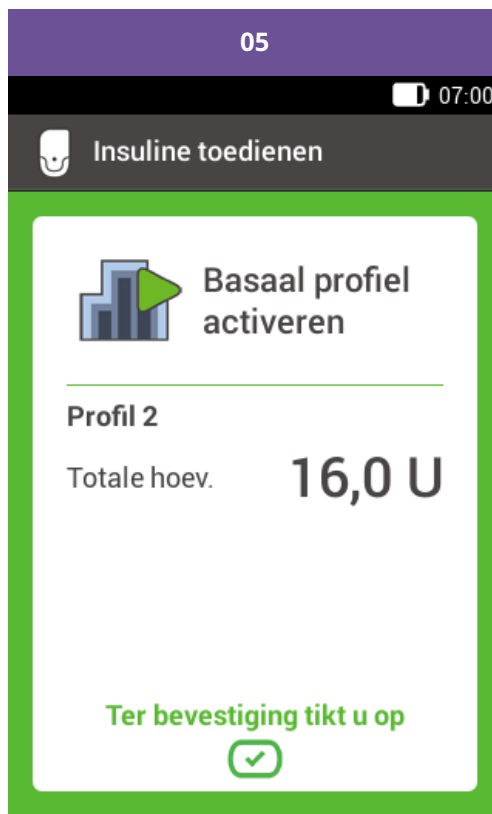 05
07:00
Insuline toedienen
Basaal profiel
activeren
Profil 2
Totale hoev. 16,0 U
Ter bevestiging tikt u op